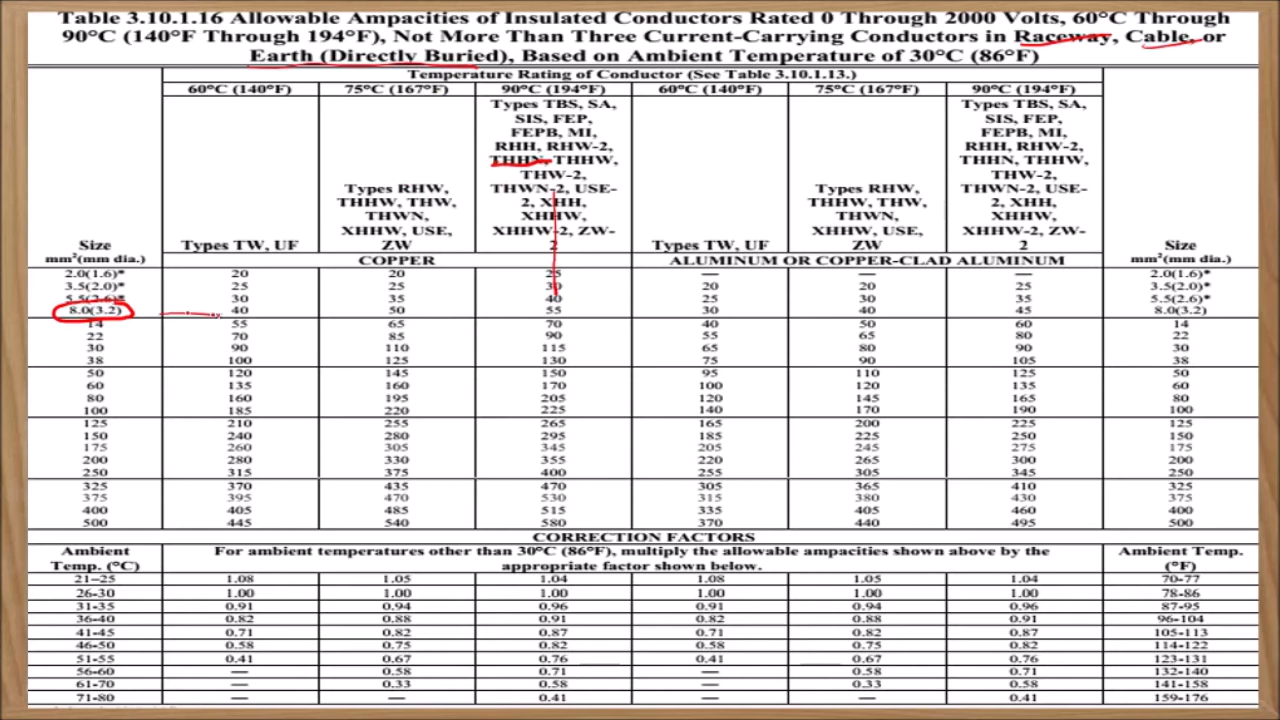 Table 3.10.1.16 Allowable Ampacities of Insulated Conductors Rated 0 Through 2000 Volts, 60°C Through
90°C (140°F Through 194°F), Not More Than Three Current-Carrying Conductors in Raceway, Cable, or
Earth (Directly Buried), Based on Ambient Temperature of 30°C (86°F)
Temperature Rating of Conductor (See Table 3.10.1.13.)
60°C (140°F) 75°C (167°F) 90°C (194°F) 60°C (140°F) 75°C (167°F) 90°C (194°F)
Types TBS, SA, Types TBS, SA,
SIS, FEP, SIS, FEP,
FEPB, MI, FEPB, MI,
RHH, RHW-2, RHH, RHW-2,
THHN, THHW, THHN, THHW,
THW-2, THW-2,
Types RHW, THWN-2, USE- Types RHW, THWN-2, USE-
THHW, THW, 2, XHH, THHW, THW, 2, XHH,
THWN, XHHW, THWN, XHHW,
XHHW, USE, XHHW-2, ZW- XHHW, USE, XHHW-2, ZW-
Size Types TW, UF ZW 2 Types TW, UF ZW 2 Size
mm²(mm dia.) COPPER ALUMINUM OR COPPER-CLAD ALUMINUM mm²(mm dia.)
2.0(1.6)* 20 20 25 — — — 2.0(1.6)*
3.5(2.0)* 25 25 30 20 20 25 3.5(2.0)*
5.5(2.6)* 30 35 40 25 30 35 5.5(2.6)*
8.0(3.2) 40 50 55 30 40 45 8.0(3.2)
14 55 65 70 40 50 60 14
22 70 85 90 55 65 80 22
30 90 110 115 65 80 90 30
38 100 125 130 75 90 105 38
50 120 145 150 95 110 125 50
60 135 160 170 100 120 135 60
80 160 195 205 120 145 165 80
100 185 220 225 140 170 190 100
125 210 255 265 165 200 225 125
150 240 280 295 185 225 250 150
175 260 305 345 205 245 275 175
200 280 330 355 220 265 300 200
250 315 375 400 255 305 345 250
325 370 435 470 305 365 410 325
375 395 470 530 315 380 430 375
400 405 485 515 335 405 460 400
500 445 540 580 370 440 495 500
CORRECTION FACTORS
Ambient For ambient temperatures other than 30°C (86°F), multiply the allowable ampacities shown above by the Ambient Temp.
Temp. (°C) appropriate factor shown below. (°F)
21–25 1.08 1.05 1.04 1.08 1.05 1.04 70-77
26-30 1.00 1.00 1.00 1.00 1.00 1.00 78-86
31-35 0.91 0.94 0.96 0.91 0.94 0.96 87-95
36-40 0.82 0.88 0.91 0.82 0.88 0.91 96-104
41-45 0.71 0.82 0.87 0.71 0.82 0.87 105-113
46-50 0.58 0.75 0.82 0.58 0.75 0.82 114-122
51-55 0.41 0.67 0.76 0.41 0.67 0.76 123-131
56-60 — 0.58 0.71 — 0.58 0.71 132-140
61-70 — 0.33 0.58 — 0.33 0.58 141-158
71-80 — — 0.41 — — 0.41 159-176